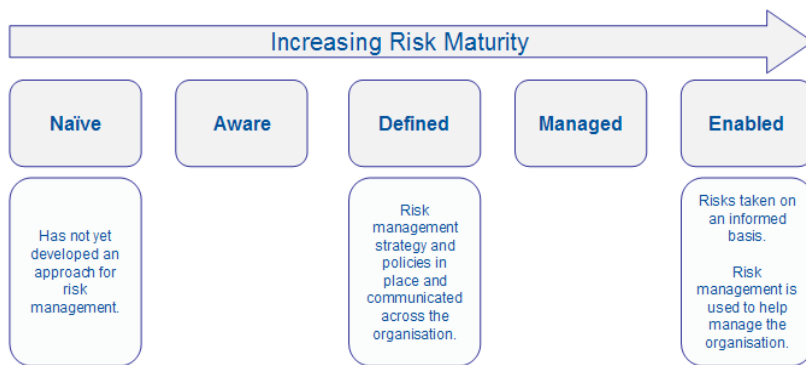 Increasing Risk Maturity
Naïve
Aware
Defined
Managed
Enabled
Has not yet
developed an
approach for
risk
management.
Risk
management
strategy and
policies in
place and
communicated
across the
organisation.
Risks taken on
an informed
basis.
Risk
management is
used to help
manage the
organisation.